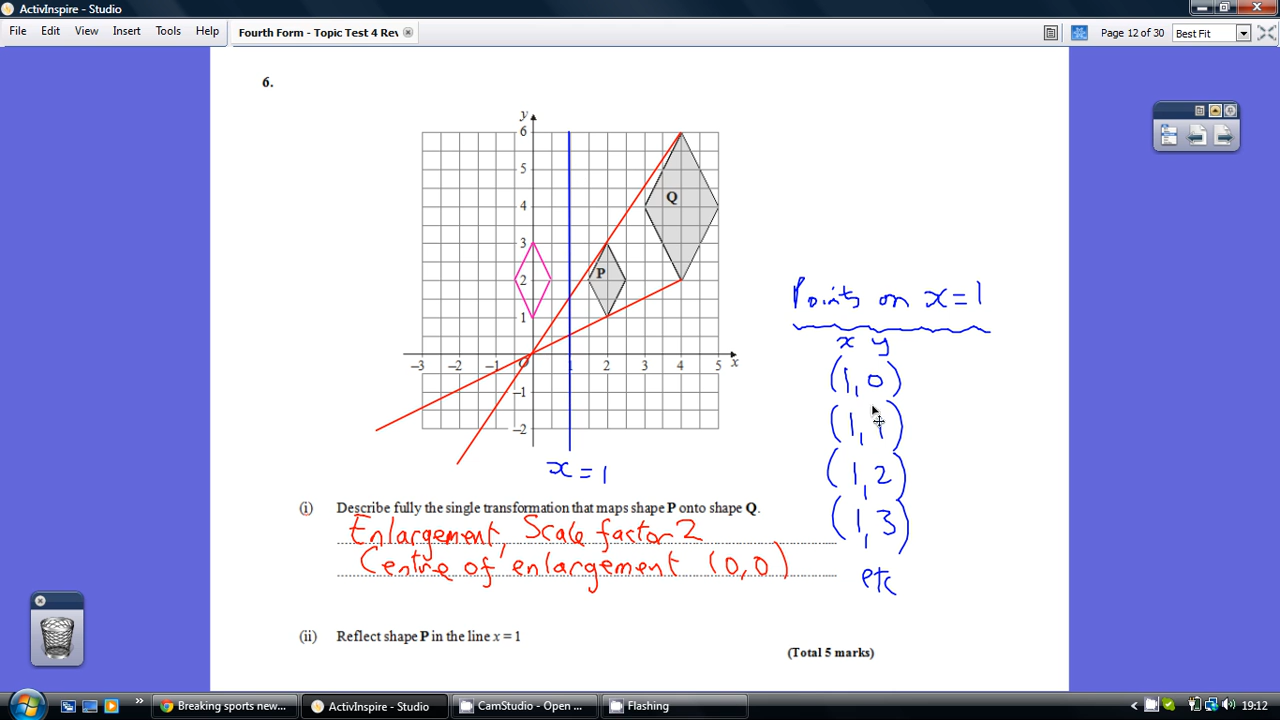 ActivInspire - Studio
File Edit View Insert Tools Help
Fourth Form - Topic Test 4 Rev
Page 12 of 30
Best Fit
6.
y
6
5
4
3
2
1
-1
-2
-3 -2 -1 O 1 2 3 4 5 x
Q
P
x = 1
Points on x=1
x y
(1,0)
(1,1)
(1,2)
(1,3)
etc
(i) Describe fully the single transformation that maps shape P onto shape Q.
Enlargement, Scale factor 2
Centre of enlargement (0,0)
(ii) Reflect shape P in the line x = 1
(Total 5 marks)
Breaking sports new...
ActivInspire - Studio
CamStudio - Open ...
Flashing
19:12